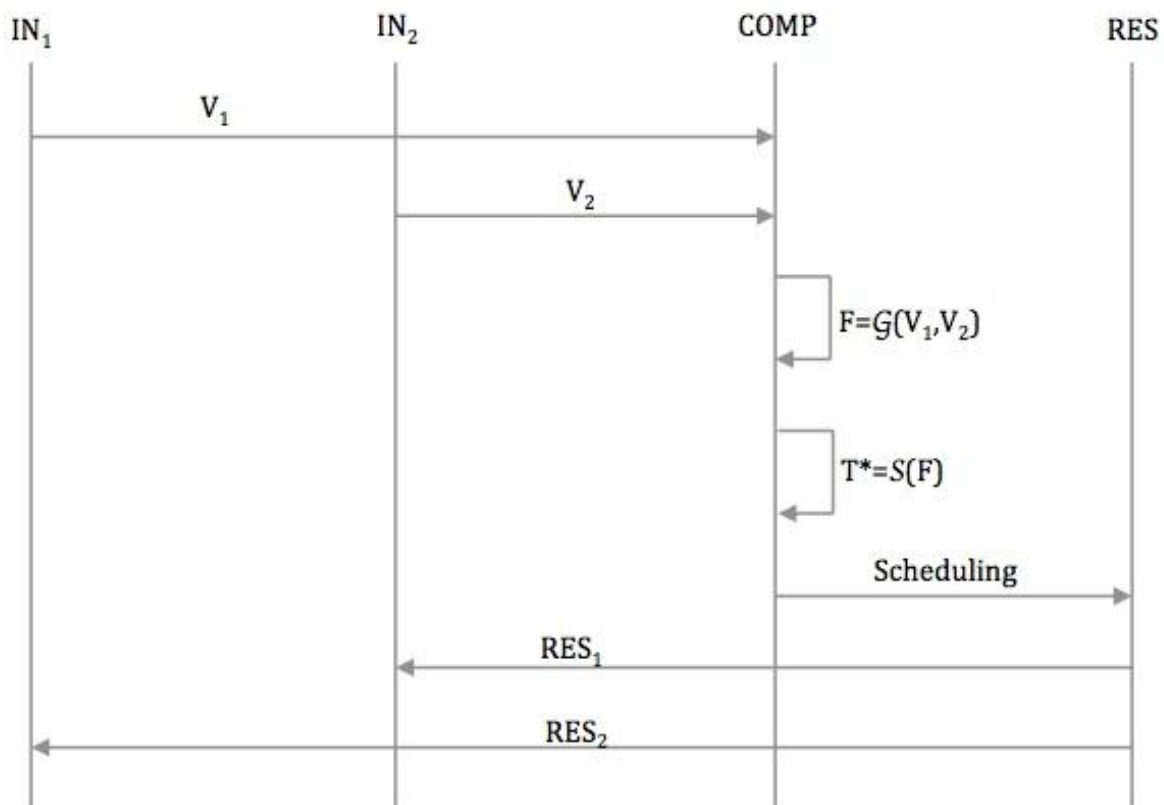 IN₁ IN₂ COMP RES
V₁
V₂
F=𝒢(V₁,V₂)
T*=S(F)
Scheduling
RES₁
RES₂